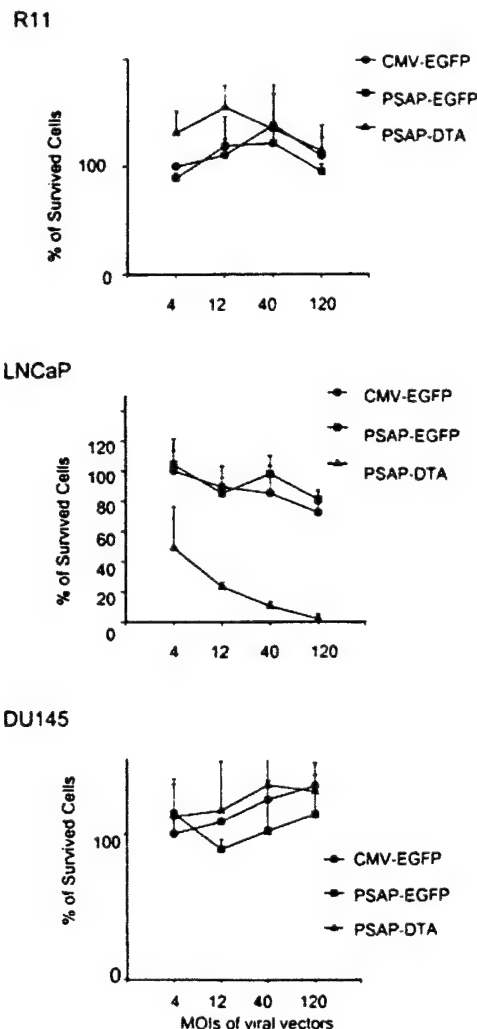 R11
CMV-EGFP
PSAP-EGFP
PSAP-DTA
% of Survived Cells
100
0
4 12 40 120
LNCaP
CMV-EGFP
PSAP-EGFP
PSAP-DTA
% of Survived Cells
120
100
80
60
40
20
0
4 12 40 120
DU145
% of Survived Cells
100
0
CMV-EGFP
PSAP-EGFP
PSAP-DTA
4 12 40 120
MOIs of viral vectors